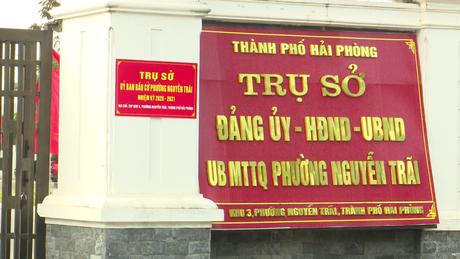 TRỤ SỞ
ỦY BAN BẦU CỬ PHƯỜNG NGUYỄN TRÃI
NHIỆM KỲ 2026 - 2031
THÀNH PHỐ HẢI PHÒNG
TRỤ SỞ
ĐẢNG ỦY - HĐND - UBND
UB MTTQ PHƯỜNG NGUYỄN TRÃI
KHU 3, PHƯỜNG NGUYỄN TRÃI, THÀNH PHỐ HẢI PHÒNG